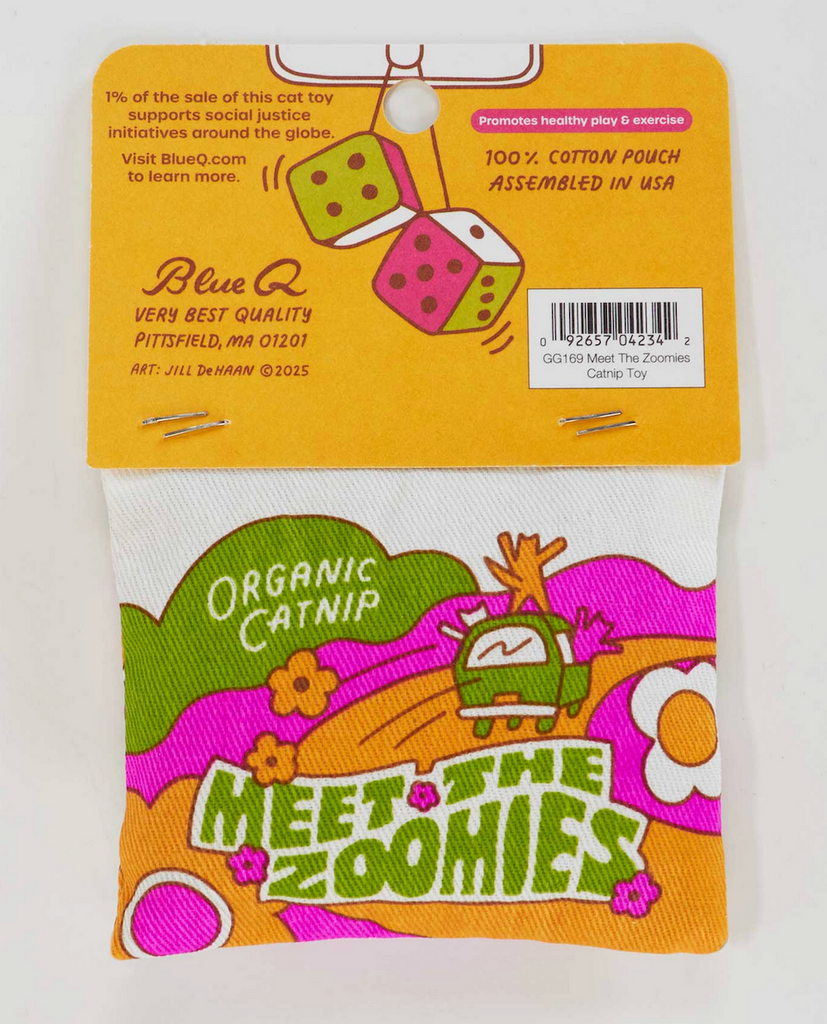 1% of the sale of this cat toy
supports social justice
initiatives around the globe.
Visit BlueQ.com
to learn more.
Promotes healthy play & exercise
100% COTTON POUCH
ASSEMBLED IN USA
Blue Q
VERY BEST QUALITY
PITTSFIELD, MA 01201
ART: JILL DeHAAN ©2025
0 92657 04234 2
GG169 Meet The Zoomies
Catnip Toy
ORGANIC
CATNIP
MEET THE
ZOOMIES